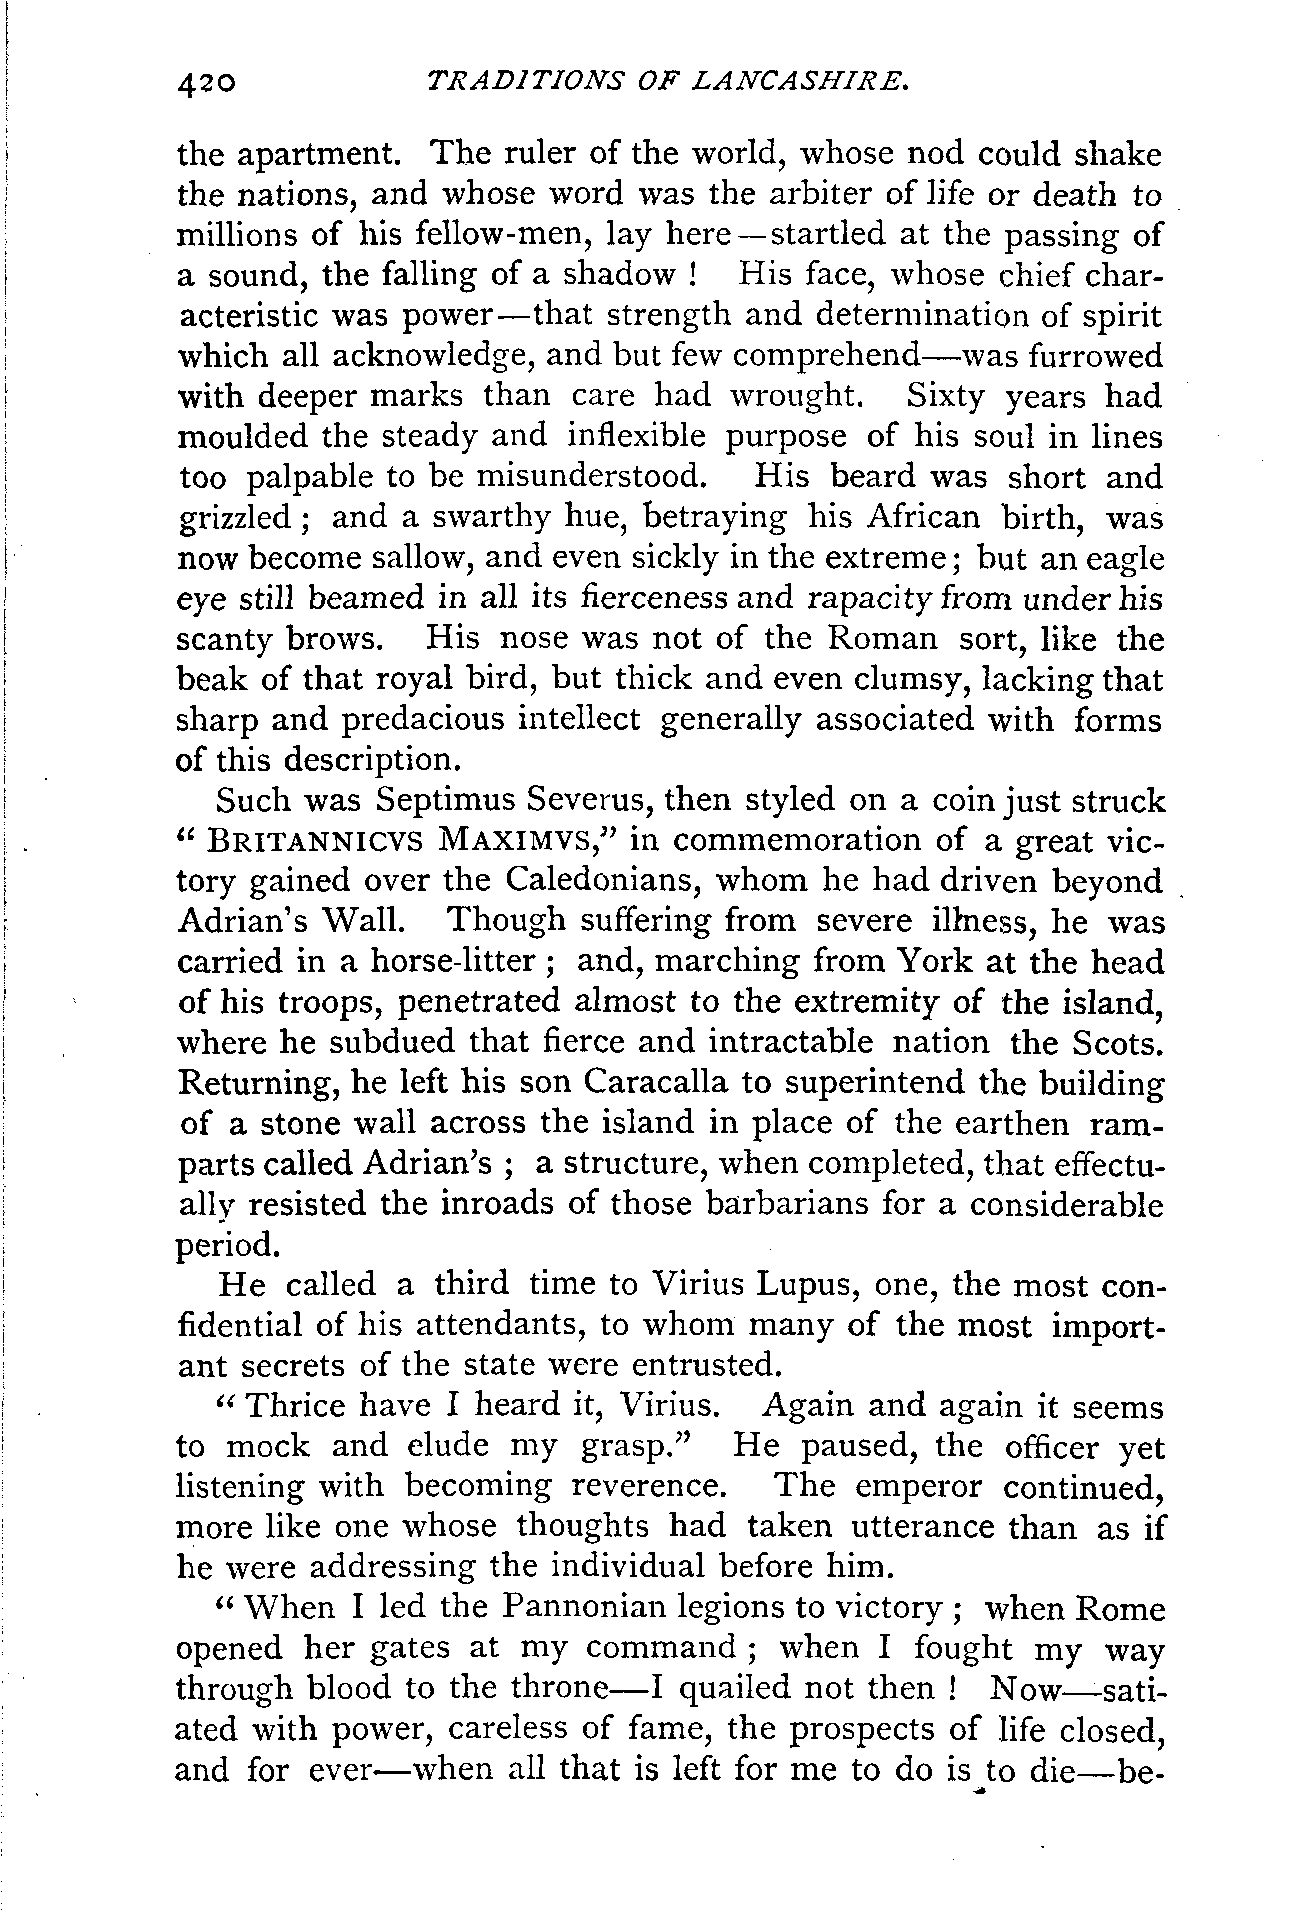 420 TRADITIONS OF LANCASHIRE.
the apartment. The ruler of the world, whose nod could shake
the nations, and whose word was the arbiter of life or death to
millions of his fellow-men, lay here—startled at the passing of
a sound, the falling of a shadow ! His face, whose chief char-
acteristic was power—that strength and determination of spirit
which all acknowledge, and but few comprehend—was furrowed
with deeper marks than care had wrought. Sixty years had
moulded the steady and inflexible purpose of his soul in lines
too palpable to be misunderstood. His beard was short and
grizzled ; and a swarthy hue, betraying his African birth, was
now become sallow, and even sickly in the extreme; but an eagle
eye still beamed in all its fierceness and rapacity from under his
scanty brows. His nose was not of the Roman sort, like the
beak of that royal bird, but thick and even clumsy, lacking that
sharp and predacious intellect generally associated with forms
of this description.
Such was Septimus Severus, then styled on a coin just struck
“ BRITANNICVS MAXIMVS,” in commemoration of a great vic-
tory gained over the Caledonians, whom he had driven beyond
Adrian's Wall. Though suffering from severe illness, he was
carried in a horse-litter ; and, marching from York at the head
of his troops, penetrated almost to the extremity of the island,
where he subdued that fierce and intractable nation the Scots.
Returning, he left his son Caracalla to superintend the building
of a stone wall across the island in place of the earthen ram-
parts called Adrian's ; a structure, when completed, that effectu-
ally resisted the inroads of those barbarians for a considerable
period.
He called a third time to Virius Lupus, one, the most con-
fidential of his attendants, to whom many of the most import-
ant secrets of the state were entrusted.
“ Thrice have I heard it, Virius. Again and again it seems
to mock and elude my grasp.” He paused, the officer yet
listening with becoming reverence. The emperor continued,
more like one whose thoughts had taken utterance than as if
he were addressing the individual before him.
“ When I led the Pannonian legions to victory ; when Rome
opened her gates at my command ; when I fought my way
through blood to the throne—I quailed not then ! Now—sati-
ated with power, careless of fame, the prospects of life closed,
and for ever—when all that is left for me to do is to die—be-